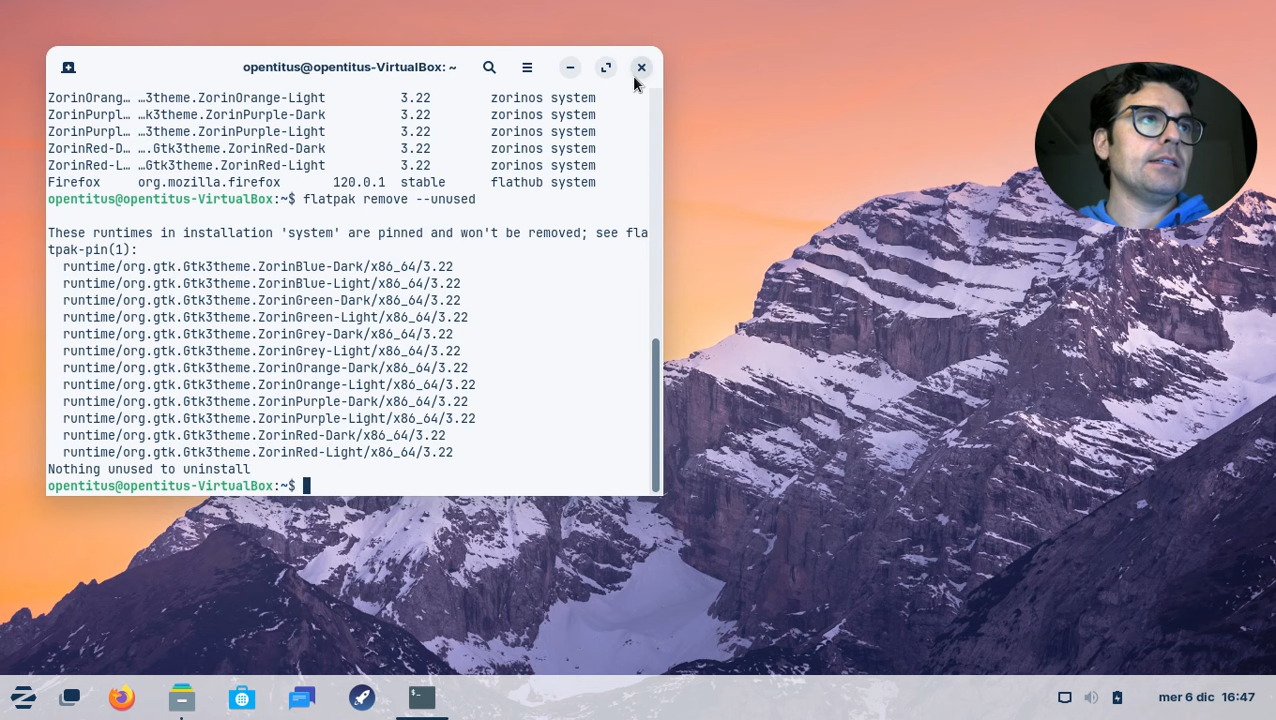 opentitus@opentitus-VirtualBox: ~
ZorinOrang… …3theme.ZorinOrange-Light 3.22 zorinos system
ZorinPurpl… …k3theme.ZorinPurple-Dark 3.22 zorinos system
ZorinPurpl… …3theme.ZorinPurple-Light 3.22 zorinos system
ZorinRed-D… ….Gtk3theme.ZorinRed-Dark 3.22 zorinos system
ZorinRed-L… …Gtk3theme.ZorinRed-Light 3.22 zorinos system
Firefox org.mozilla.firefox 120.0.1 stable flathub system
opentitus@opentitus-VirtualBox:~$ flatpak remove --unused
These runtimes in installation 'system' are pinned and won't be removed; see fla
tpak-pin(1):
runtime/org.gtk.Gtk3theme.ZorinBlue-Dark/x86_64/3.22
runtime/org.gtk.Gtk3theme.ZorinBlue-Light/x86_64/3.22
runtime/org.gtk.Gtk3theme.ZorinGreen-Dark/x86_64/3.22
runtime/org.gtk.Gtk3theme.ZorinGreen-Light/x86_64/3.22
runtime/org.gtk.Gtk3theme.ZorinGrey-Dark/x86_64/3.22
runtime/org.gtk.Gtk3theme.ZorinGrey-Light/x86_64/3.22
runtime/org.gtk.Gtk3theme.ZorinOrange-Dark/x86_64/3.22
runtime/org.gtk.Gtk3theme.ZorinOrange-Light/x86_64/3.22
runtime/org.gtk.Gtk3theme.ZorinPurple-Dark/x86_64/3.22
runtime/org.gtk.Gtk3theme.ZorinPurple-Light/x86_64/3.22
runtime/org.gtk.Gtk3theme.ZorinRed-Dark/x86_64/3.22
runtime/org.gtk.Gtk3theme.ZorinRed-Light/x86_64/3.22
Nothing unused to uninstall
opentitus@opentitus-VirtualBox:~$
mer 6 dic 16:47